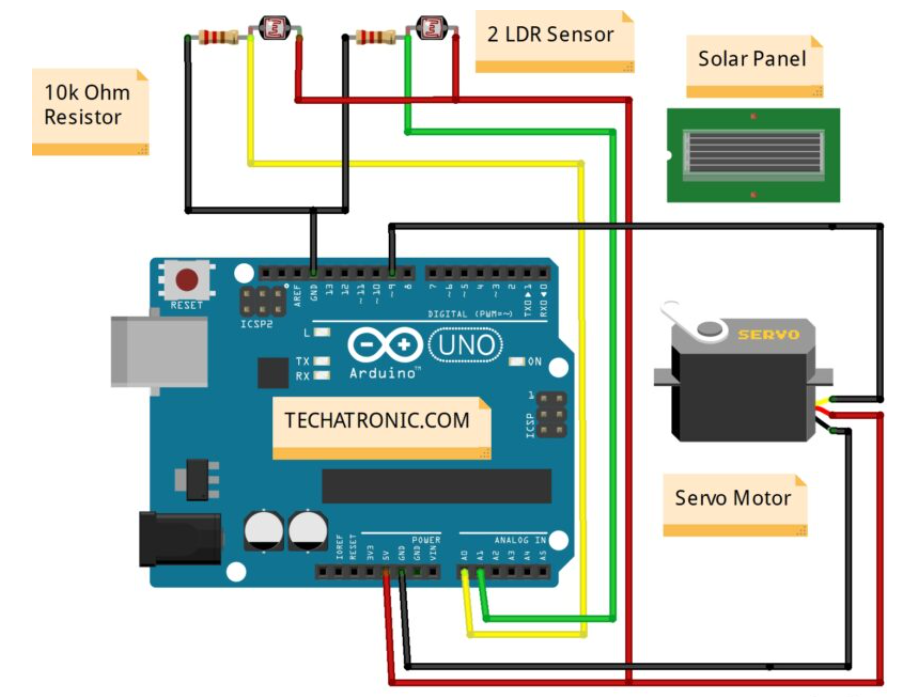 2 LDR Sensor
Solar Panel
10k Ohm
Resistor
RESET
ICSP2
AREF
GND
13
12
~11
~10
~9
8
7
~6
~5
4
~3
2
TX0▶1
RX0◀0
DIGITAL (PWM=~)
L
TX
RX
UNO
Arduino™
ON
1
ICSP
SERVO
TECHATRONIC.COM
Servo Motor
POWER
ANALOG IN
IOREF
RESET
3V3
5V
GND
GND
VIN
A0
A1
A2
A3
A4
A5